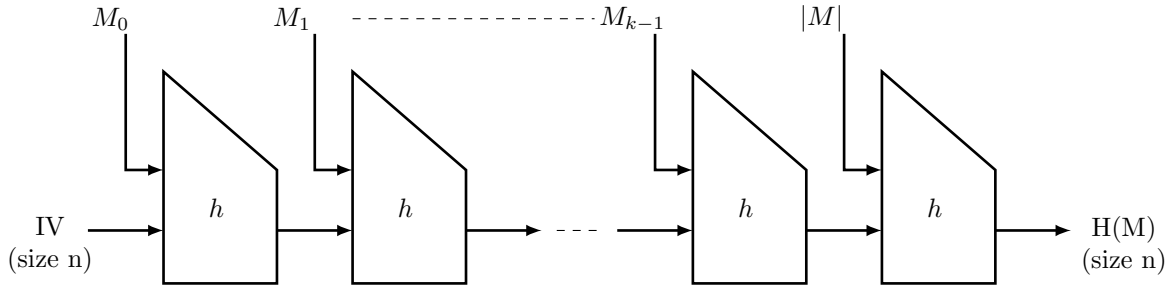 M₀ M₁ Mₖ₋₁ |M|
h h h h
IV
(size n)
H(M)
(size n)